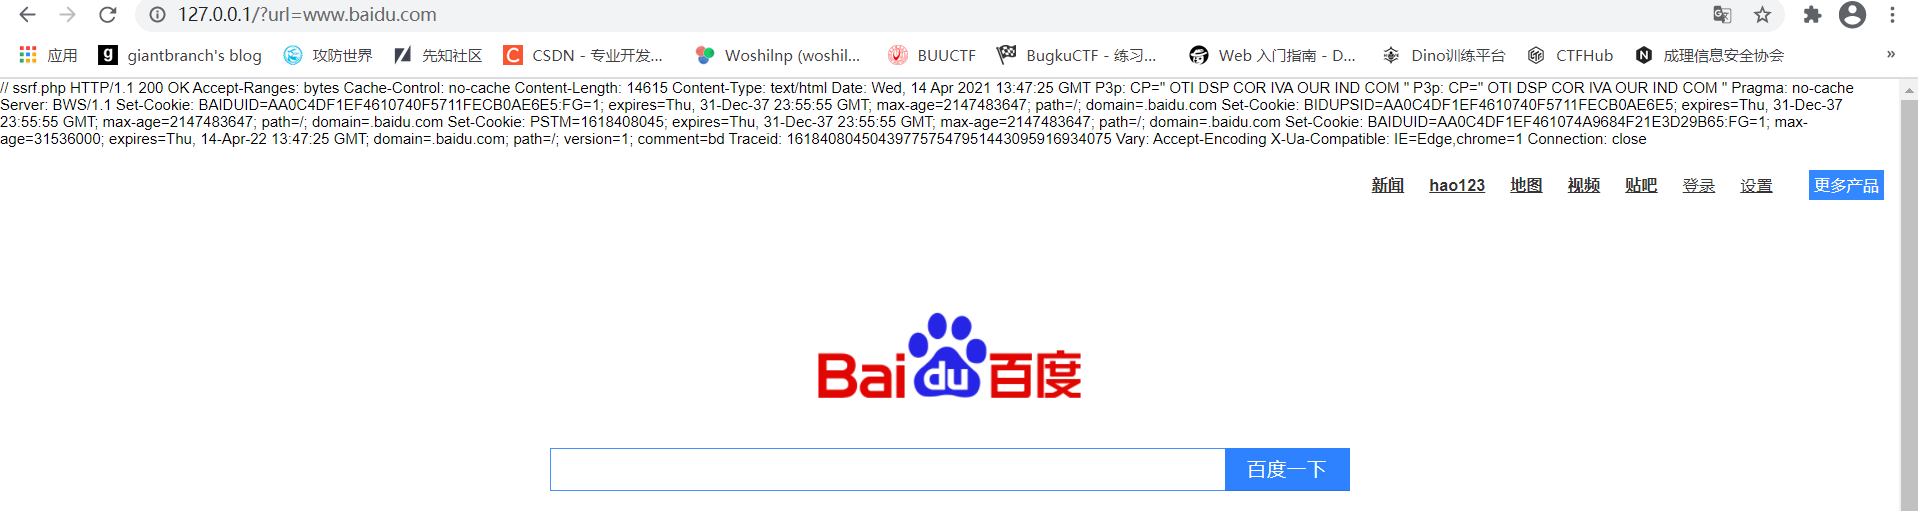 127.0.0.1/?url=www.baidu.com
应用 giantbranch's blog 攻防世界 先知社区 CSDN - 专业开发... Woshilnp (woshil... BUUCTF BugkuCTF - 练习... Web 入门指南 - D... Dino训练平台 CTFHub 成理信息安全协会 »
// ssrf.php HTTP/1.1 200 OK Accept-Ranges: bytes Cache-Control: no-cache Content-Length: 14615 Content-Type: text/html Date: Wed, 14 Apr 2021 13:47:25 GMT P3p: CP=" OTI DSP COR IVA OUR IND COM " P3p: CP=" OTI DSP COR IVA OUR IND COM " Pragma: no-cache
Server: BWS/1.1 Set-Cookie: BAIDUID=AA0C4DF1EF4610740F5711FECB0AE6E5:FG=1; expires=Thu, 31-Dec-37 23:55:55 GMT; max-age=2147483647; path=/; domain=.baidu.com Set-Cookie: BIDUPSID=AA0C4DF1EF4610740F5711FECB0AE6E5; expires=Thu, 31-Dec-37
23:55:55 GMT; max-age=2147483647; path=/; domain=.baidu.com Set-Cookie: PSTM=1618408045; expires=Thu, 31-Dec-37 23:55:55 GMT; max-age=2147483647; path=/; domain=.baidu.com Set-Cookie: BAIDUID=AA0C4DF1EF461074A9684F21E3D29B65:FG=1; max-
age=31536000; expires=Thu, 14-Apr-22 13:47:25 GMT; domain=.baidu.com; path=/; version=1; comment=bd Traceid: 1618408045043977575479514430959169​34075 Vary: Accept-Encoding X-Ua-Compatible: IE=Edge,chrome=1 Connection: close
新闻 hao123 地图 视频 贴吧 登录 设置 更多产品
Bai du 百度
百度一下